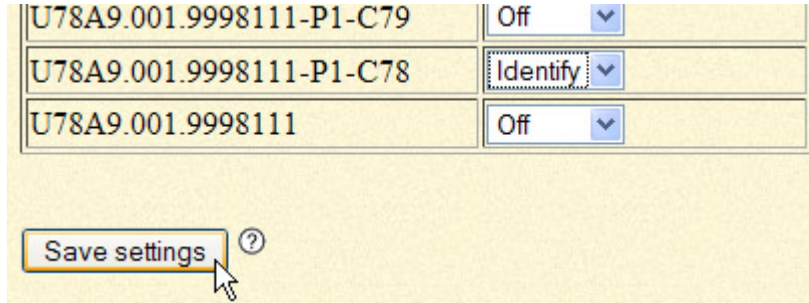 U78A9.001.9998111-P1-C79 Off
U78A9.001.9998111-P1-C78 Identify
U78A9.001.9998111 Off
Save settings ?